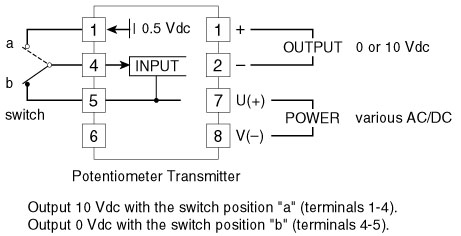 1 0.5 Vdc 1 +
a OUTPUT 0 or 10 Vdc
4 INPUT 2 –
b
5 7 U(+)
switch POWER various AC/DC
6 8 V(–)
Potentiometer Transmitter
Output 10 Vdc with the switch position "a" (terminals 1-4).
Output 0 Vdc with the switch position "b" (terminals 4-5).